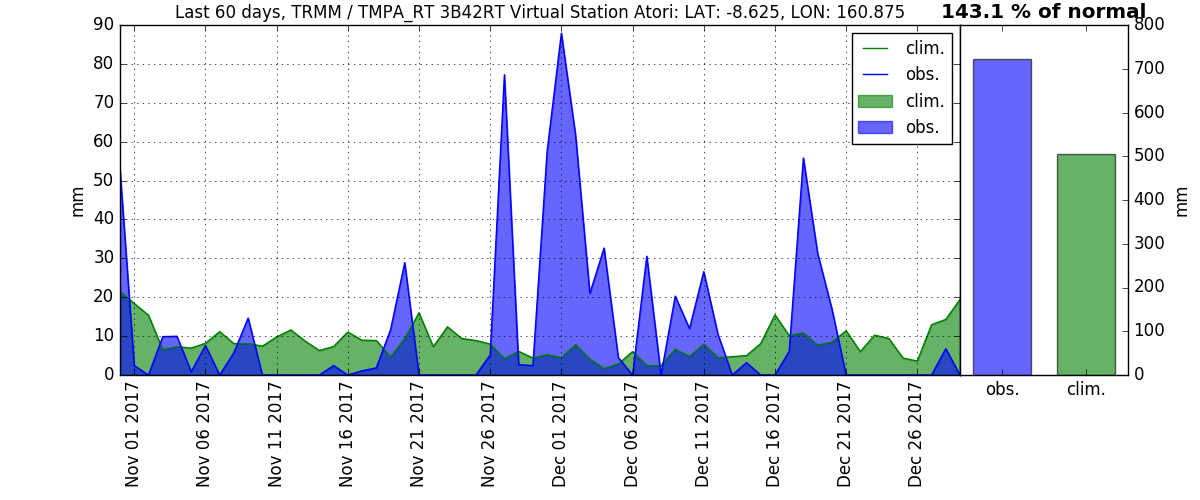 Last 60 days, TRMM / TMPA_RT 3B42RT Virtual Station Atori: LAT: -8.625, LON: 160.875
143.1 % of normal
90
80
70
60
50
40
30
20
10
0
mm
clim.
obs.
clim.
obs.
800
700
600
500
400
300
200
100
0
mm
obs.
clim.
Nov 01 2017
Nov 06 2017
Nov 11 2017
Nov 16 2017
Nov 21 2017
Nov 26 2017
Dec 01 2017
Dec 06 2017
Dec 11 2017
Dec 16 2017
Dec 21 2017
Dec 26 2017